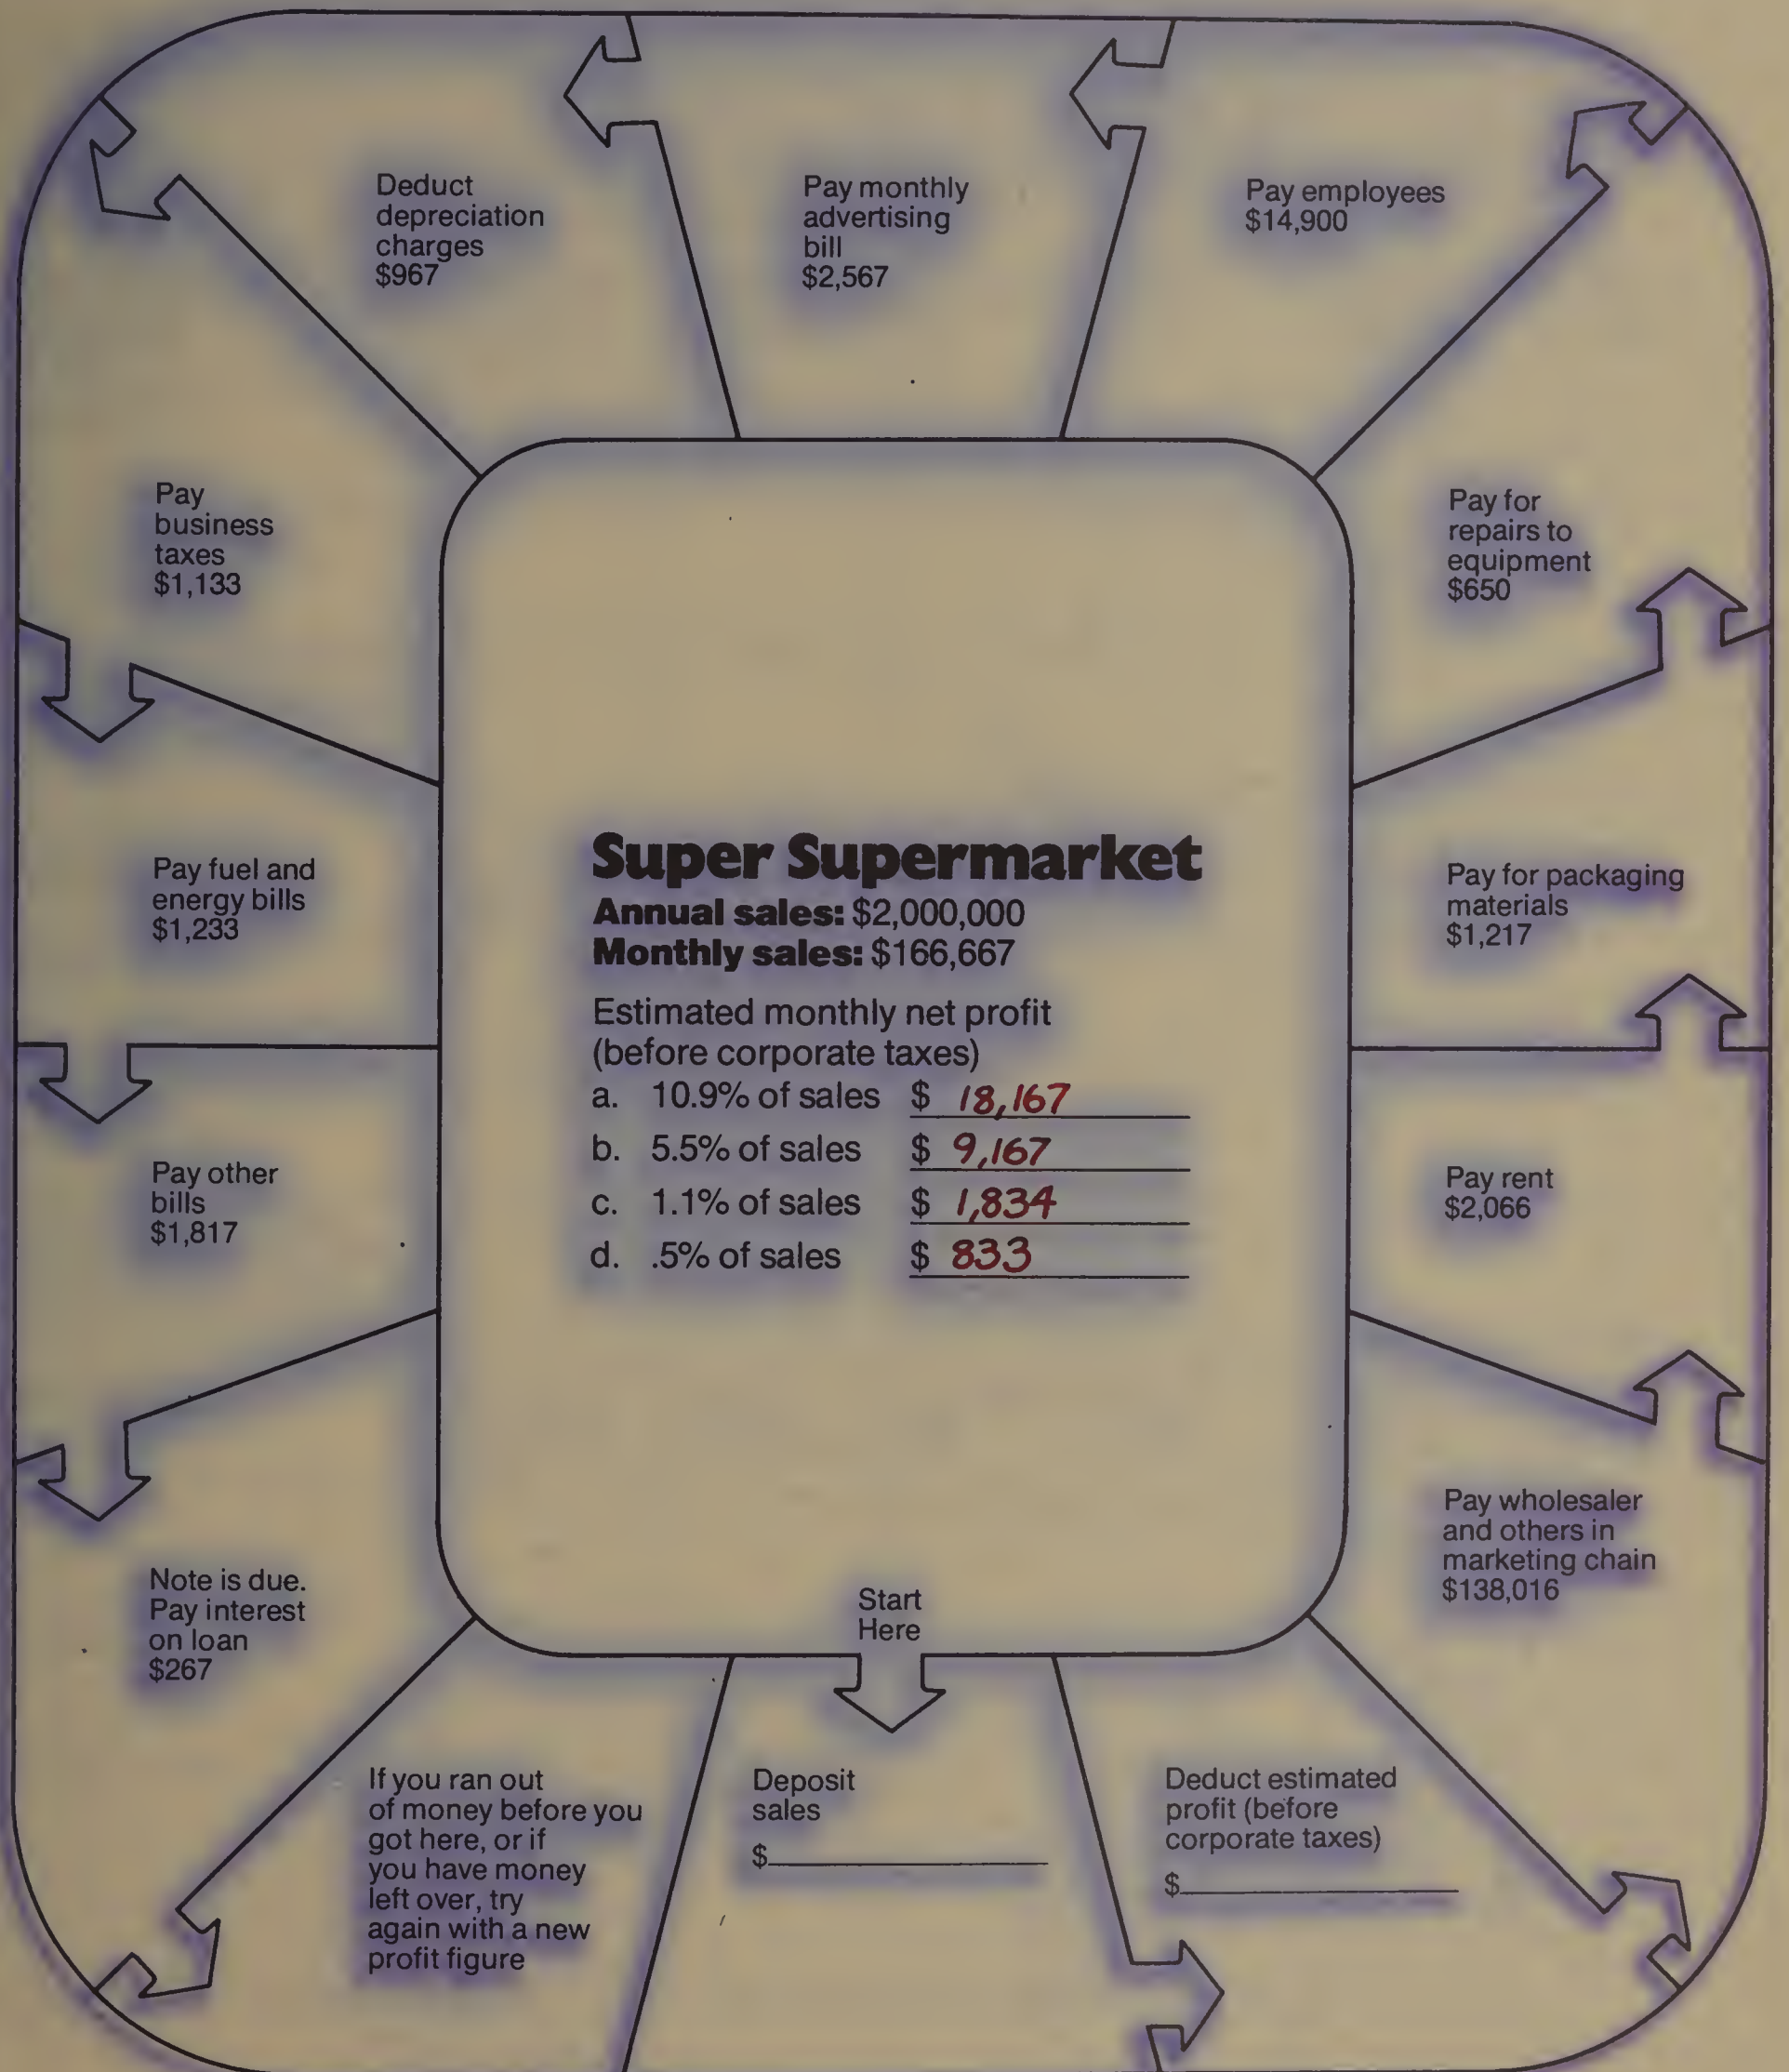 Deduct
depreciation
charges
$967
Pay monthly
advertising
bill
$2,567
Pay employees
$14,900
Pay
business
taxes
$1,133
Pay for
repairs to
equipment
$650
Pay fuel and
energy bills
$1,233
Pay for packaging
materials
$1,217
Super Supermarket
Annual sales: $2,000,000
Monthly sales: $166,667
Estimated monthly net profit
(before corporate taxes)
a. 10.9% of sales $ 18,167
b. 5.5% of sales $ 9,167
c. 1.1% of sales $ 1,834
d. .5% of sales $ 833
Pay other
bills
$1,817
Pay rent
$2,066
Pay wholesaler
and others in
marketing chain
$138,016
Note is due.
Pay interest
on loan
$267
Start
Here
If you ran out
of money before you
got here, or if
you have money
left over, try
again with a new
profit figure
Deposit
sales
$
Deduct estimated
profit (before
corporate taxes)
$